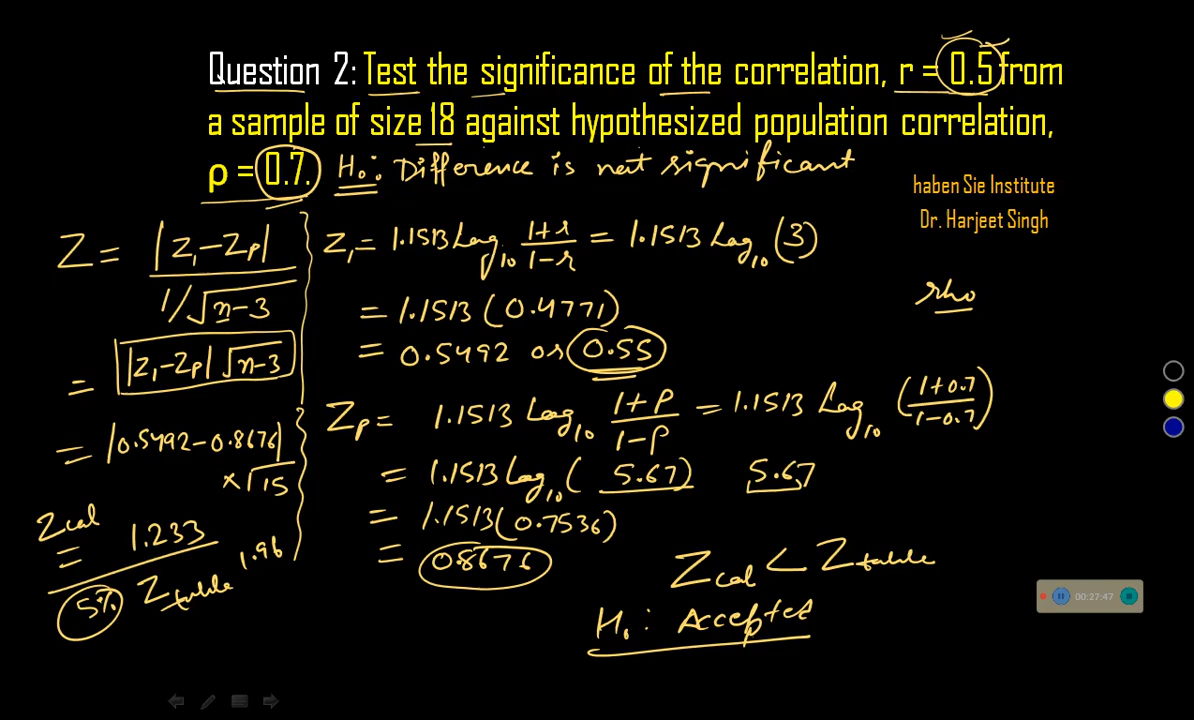 Question 2: Test the significance of the correlation, r = 0.5 from
a sample of size 18 against hypothesized population correlation,
ρ = 0.7. H₀: Difference is not significant
haben Sie Institute
Dr. Harjeet Singh
rho
Z = |Z₁-Zρ| / 1/√n-3
= |Z₁-Zρ| √n-3
= |0.5492-0.8676|
×√15
Zcal
= 1.233
5% Ztable 1.96
Z₁ = 1.1513 Log₁₀ 1+r/1-r = 1.1513 Log₁₀ (3)
= 1.1513 (0.4771)
= 0.5492 or 0.55
Zρ = 1.1513 Log₁₀ 1+ρ/1-ρ = 1.1513 Log₁₀ (1+0.7/1-0.7)
= 1.1513 Log₁₀ ( 5.67) 5.67
= 1.1513 (0.7536)
= 0.8676
Zcal < Ztable
H₀ : Accepted
00:27:47